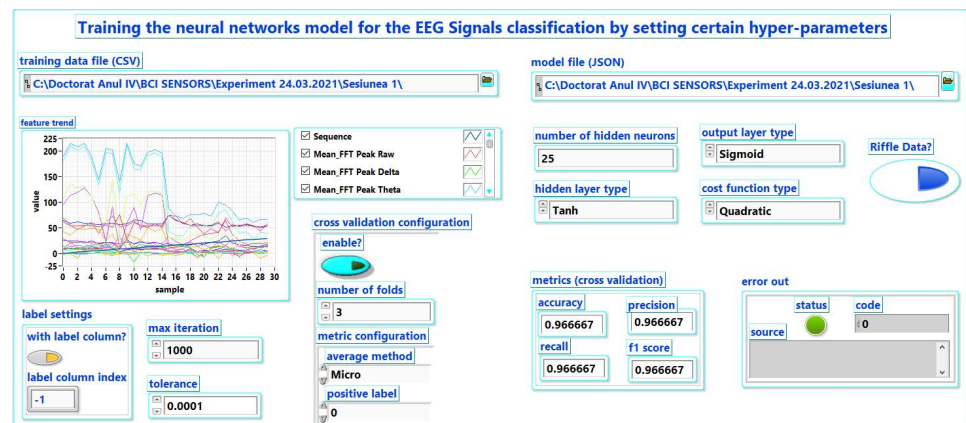 Training the neural networks model for the EEG Signals classification by setting certain hyper-parameters
training data file (CSV)
C:\Doctorat Anul IV\BCI SENSORS\Experiment 24.03.2021\Sesiunea 1\
model file (JSON)
C:\Doctorat Anul IV\BCI SENSORS\Experiment 24.03.2021\Sesiunea 1\
feature trend
225
200
150
100
50
0
-25
value
0 2 4 6 8 10 12 14 16 18 20 22 24 26 28 30
sample
Sequence
Mean_FFT Peak Raw
Mean_FFT Peak Delta
Mean_FFT Peak Theta
number of hidden neurons
25
output layer type
Sigmoid
Riffle Data?
hidden layer type
Tanh
cost function type
Quadratic
cross validation configuration
enable?
number of folds
3
metric configuration
average method
Micro
positive label
0
label settings
with label column?
label column index
-1
max iteration
1000
tolerance
0.0001
metrics (cross validation)
accuracy
0.966667
precision
0.966667
recall
0.966667
f1 score
0.966667
error out
status
code
0
source